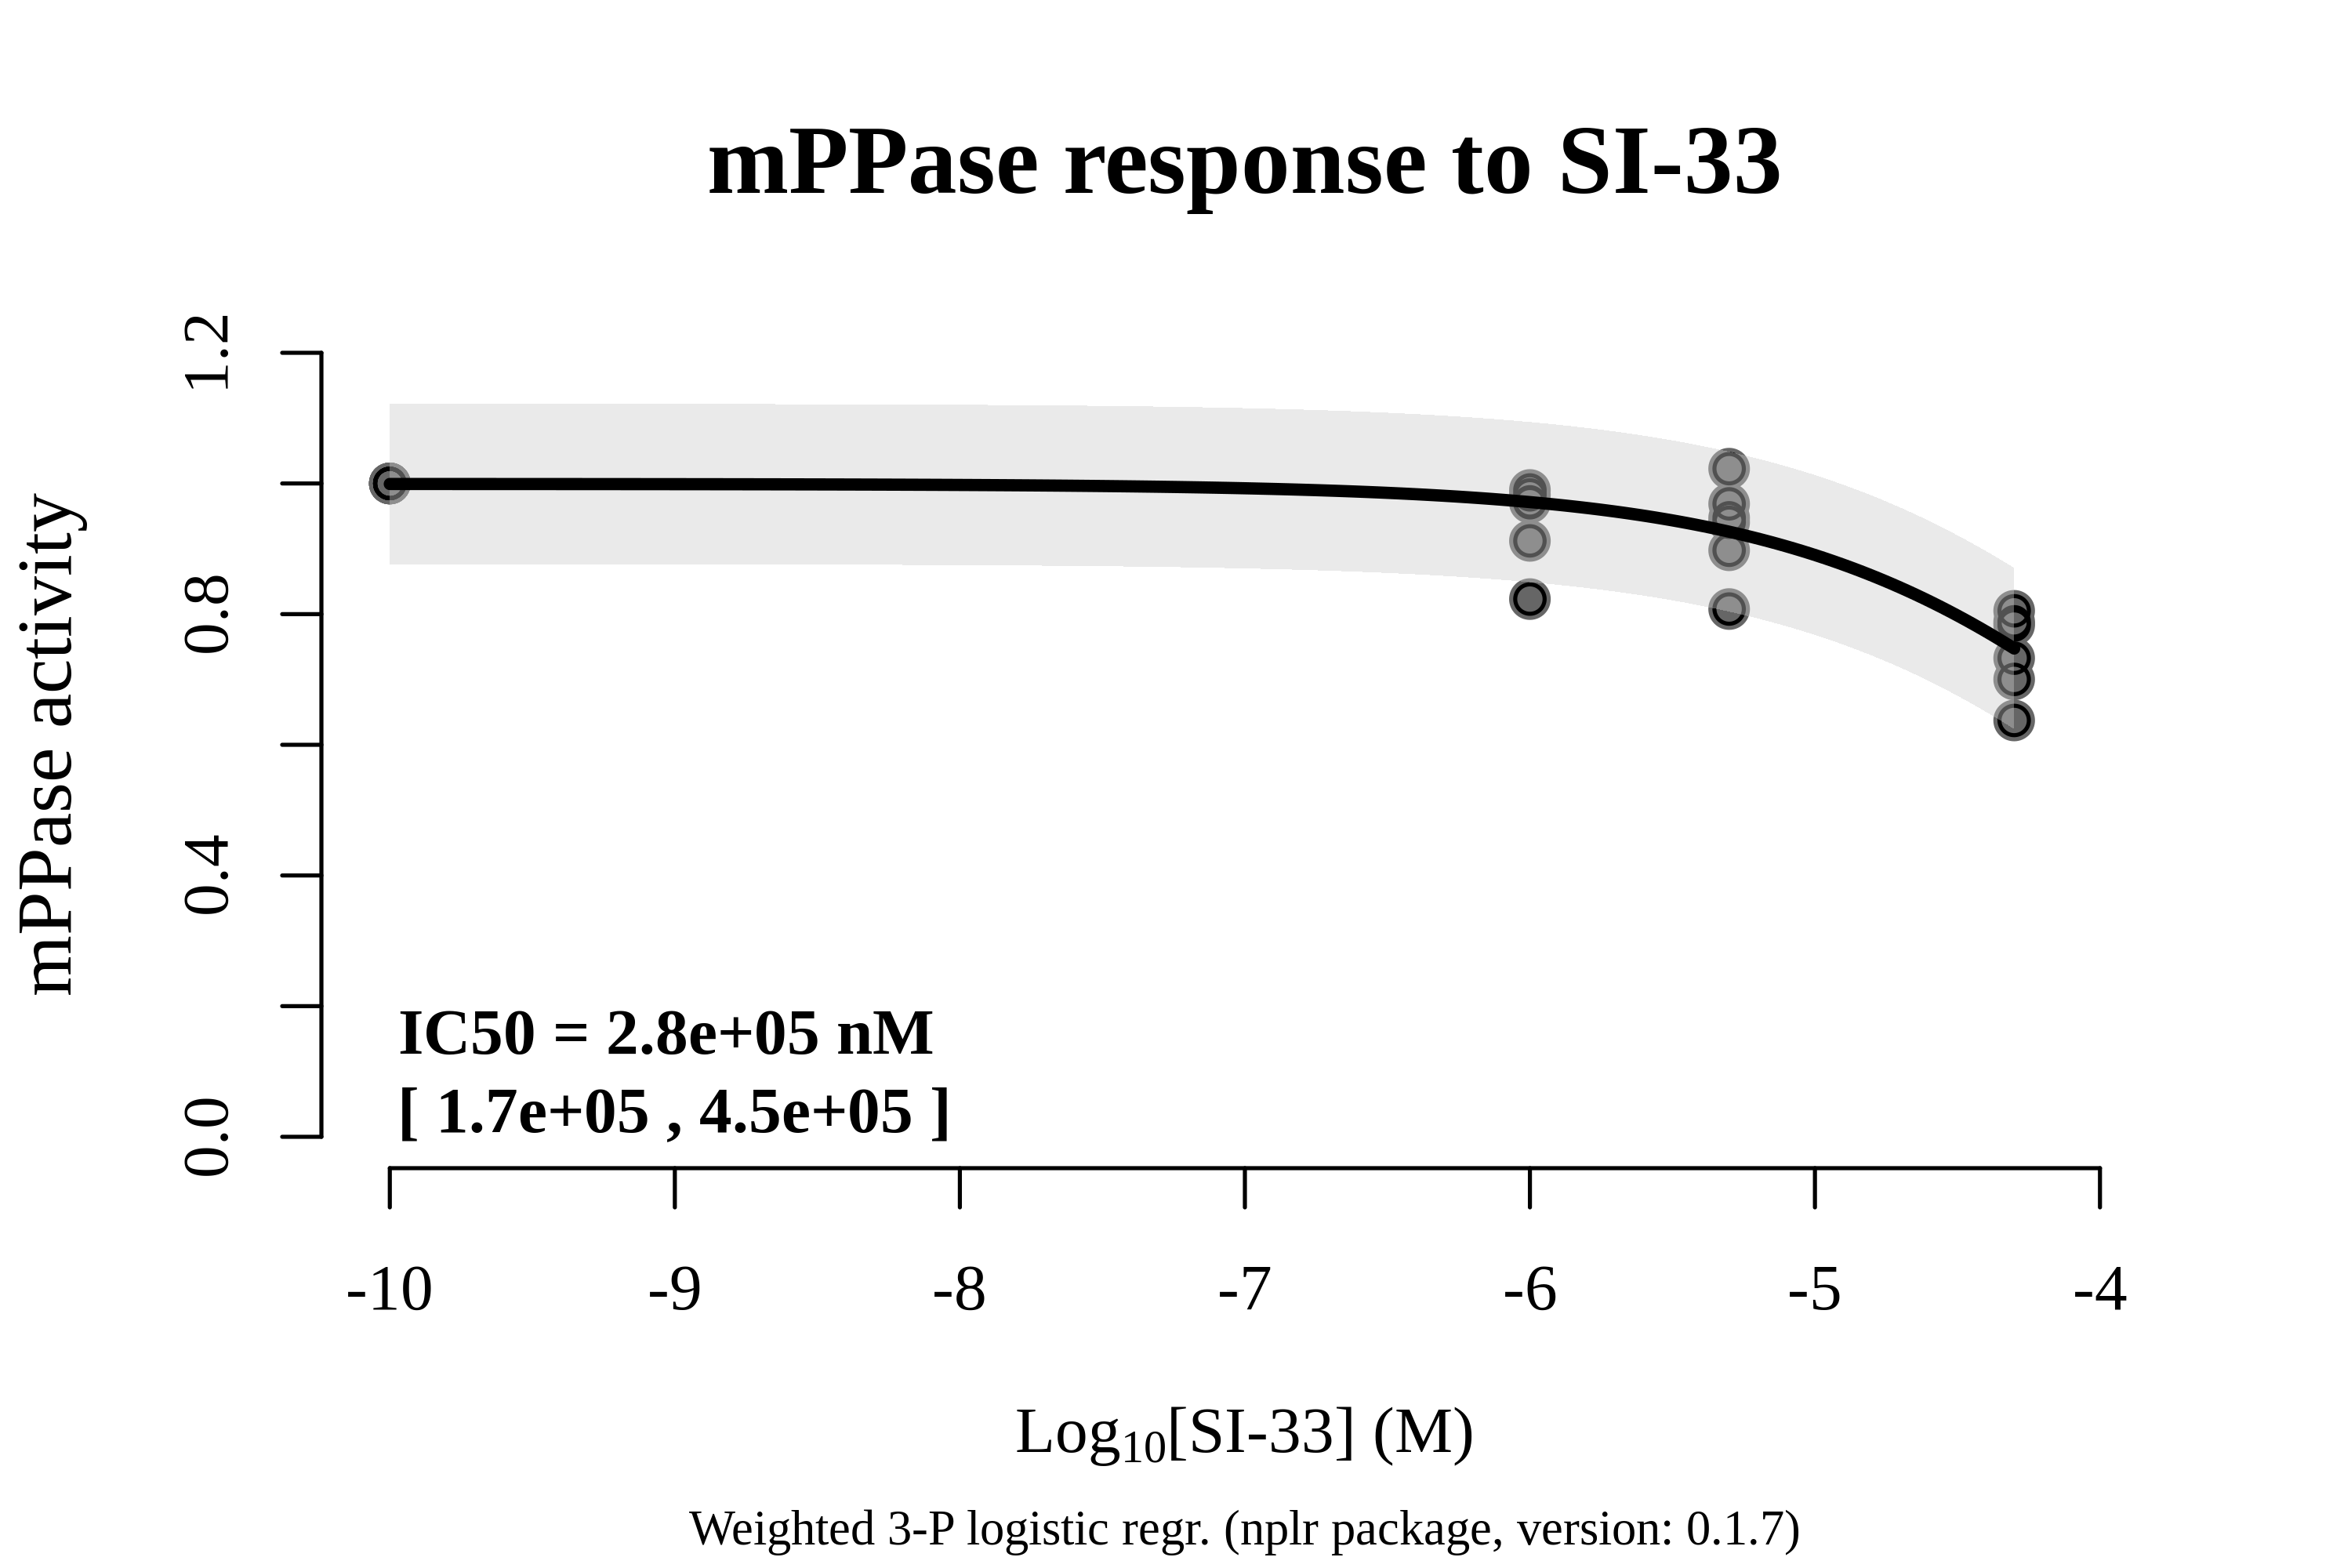 mPPase response to SI-33
mPPase activity
1.2
0.8
0.4
0.0
IC50 = 2.8e+05 nM
[ 1.7e+05 , 4.5e+05 ]
-10 -9 -8 -7 -6 -5 -4
Log₁₀[SI-33] (M)
Weighted 3-P logistic regr. (nplr package, version: 0.1.7)